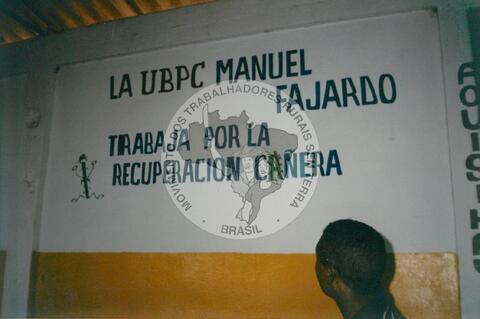 LA UBPC MANUEL
FAJARDO
TRABAJA POR LA
RECUPERACION CAÑERA
MOVIMENTO DOS TRABALHADORES RURAIS SEM TERRA
BRASIL